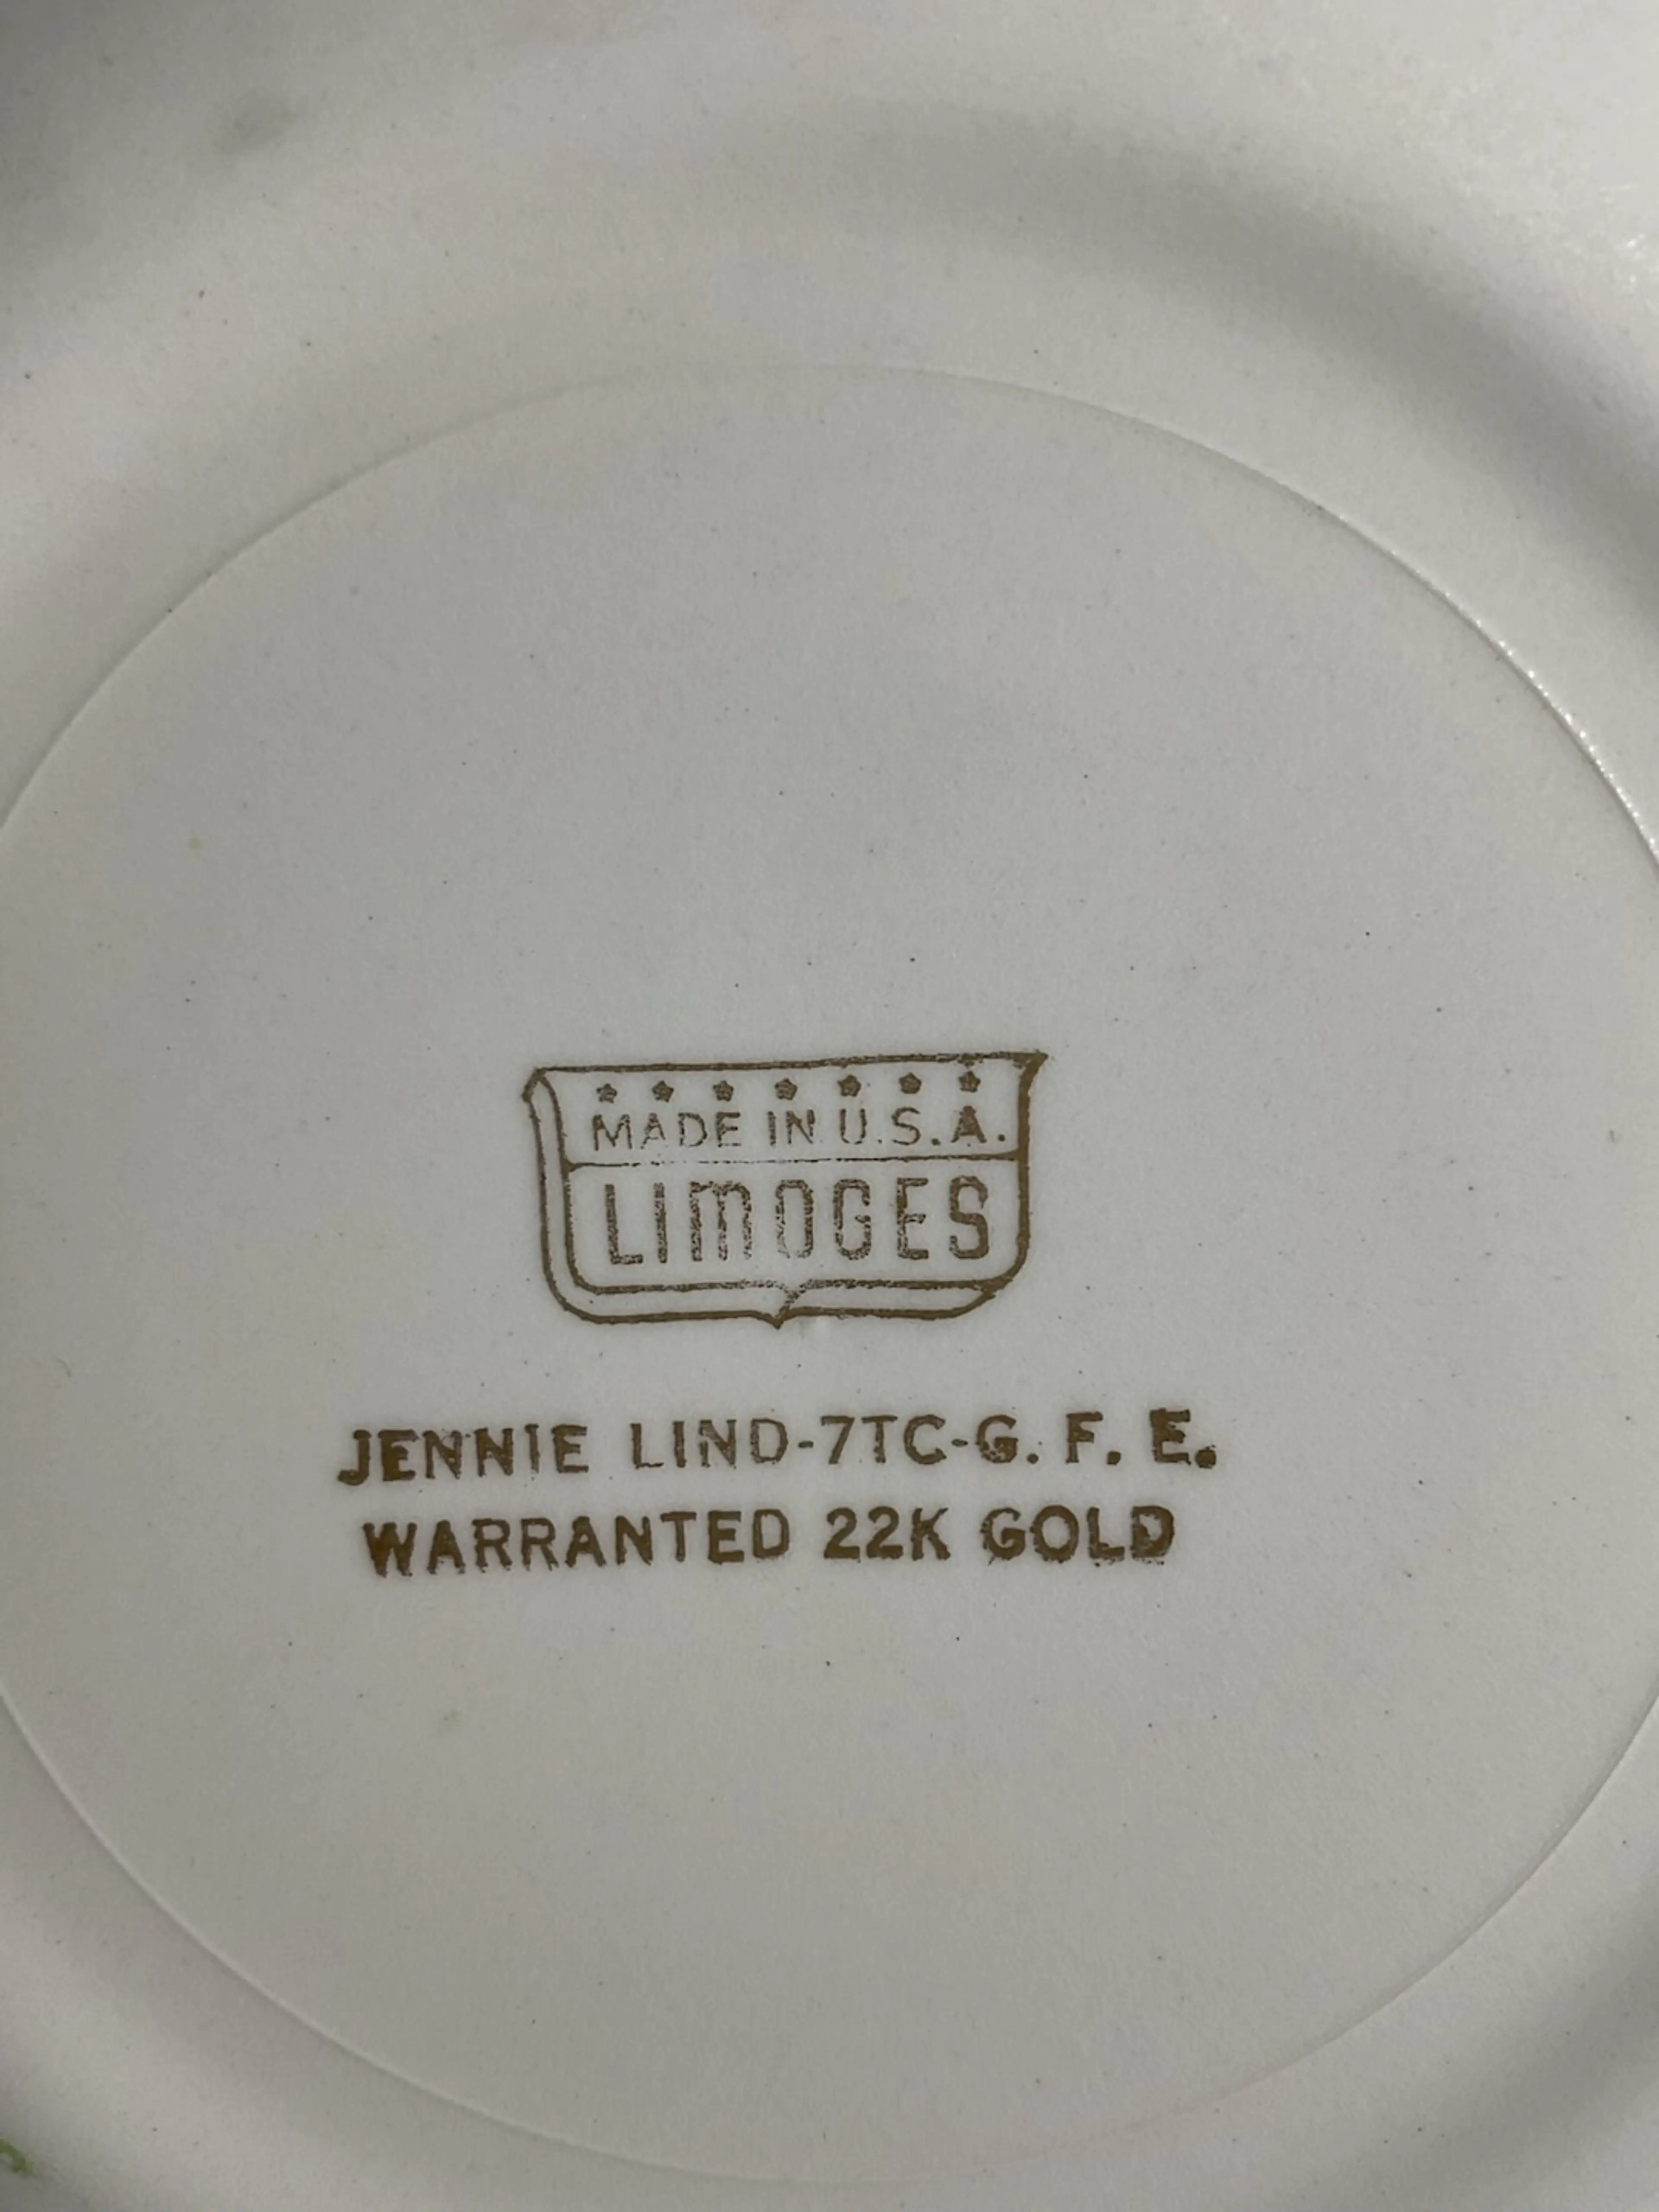 MADE IN U.S.A.
LIMOGES
JENNIE LIND-7TC-G. F. E.
WARRANTED 22K GOLD